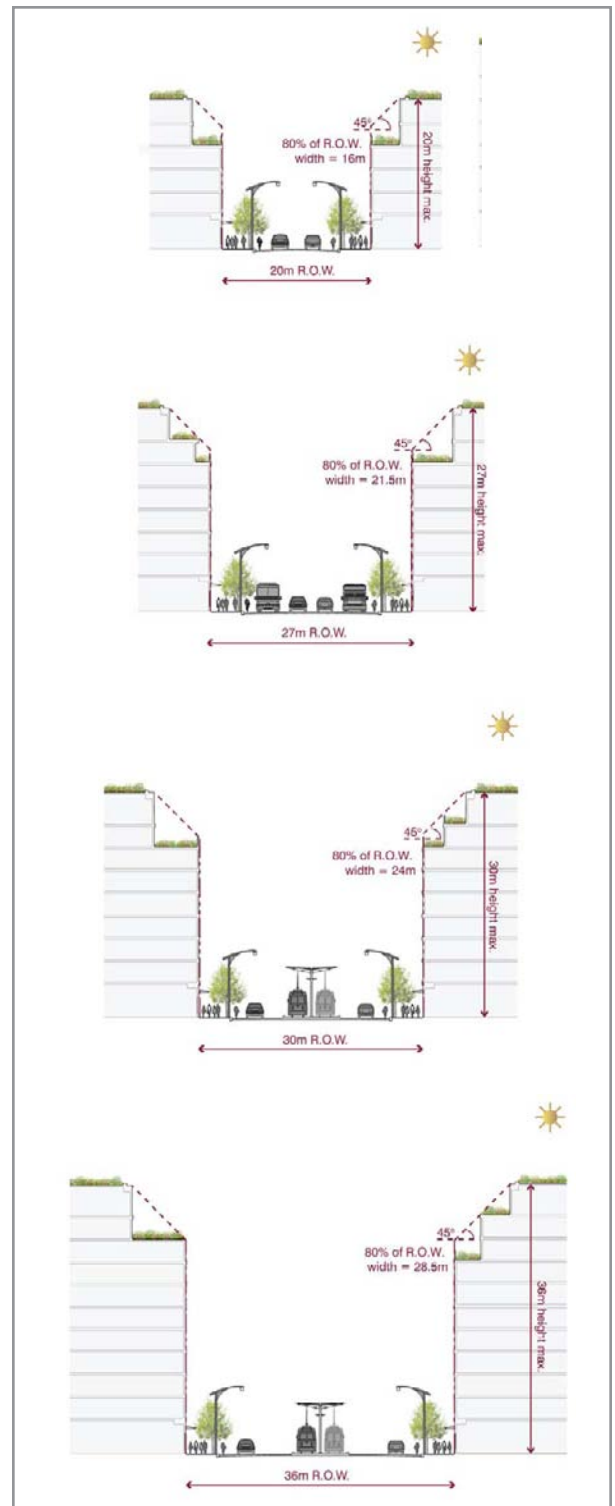 45°
80% of R.O.W.
width = 16m
20m height max.
20m R.O.W.
45°
80% of R.O.W.
width = 21.5m
27m height max.
27m R.O.W.
45°
80% of R.O.W.
width = 24m
30m height max.
30m R.O.W.
45°
80% of R.O.W.
width = 28.5m
36m height max.
36m R.O.W.